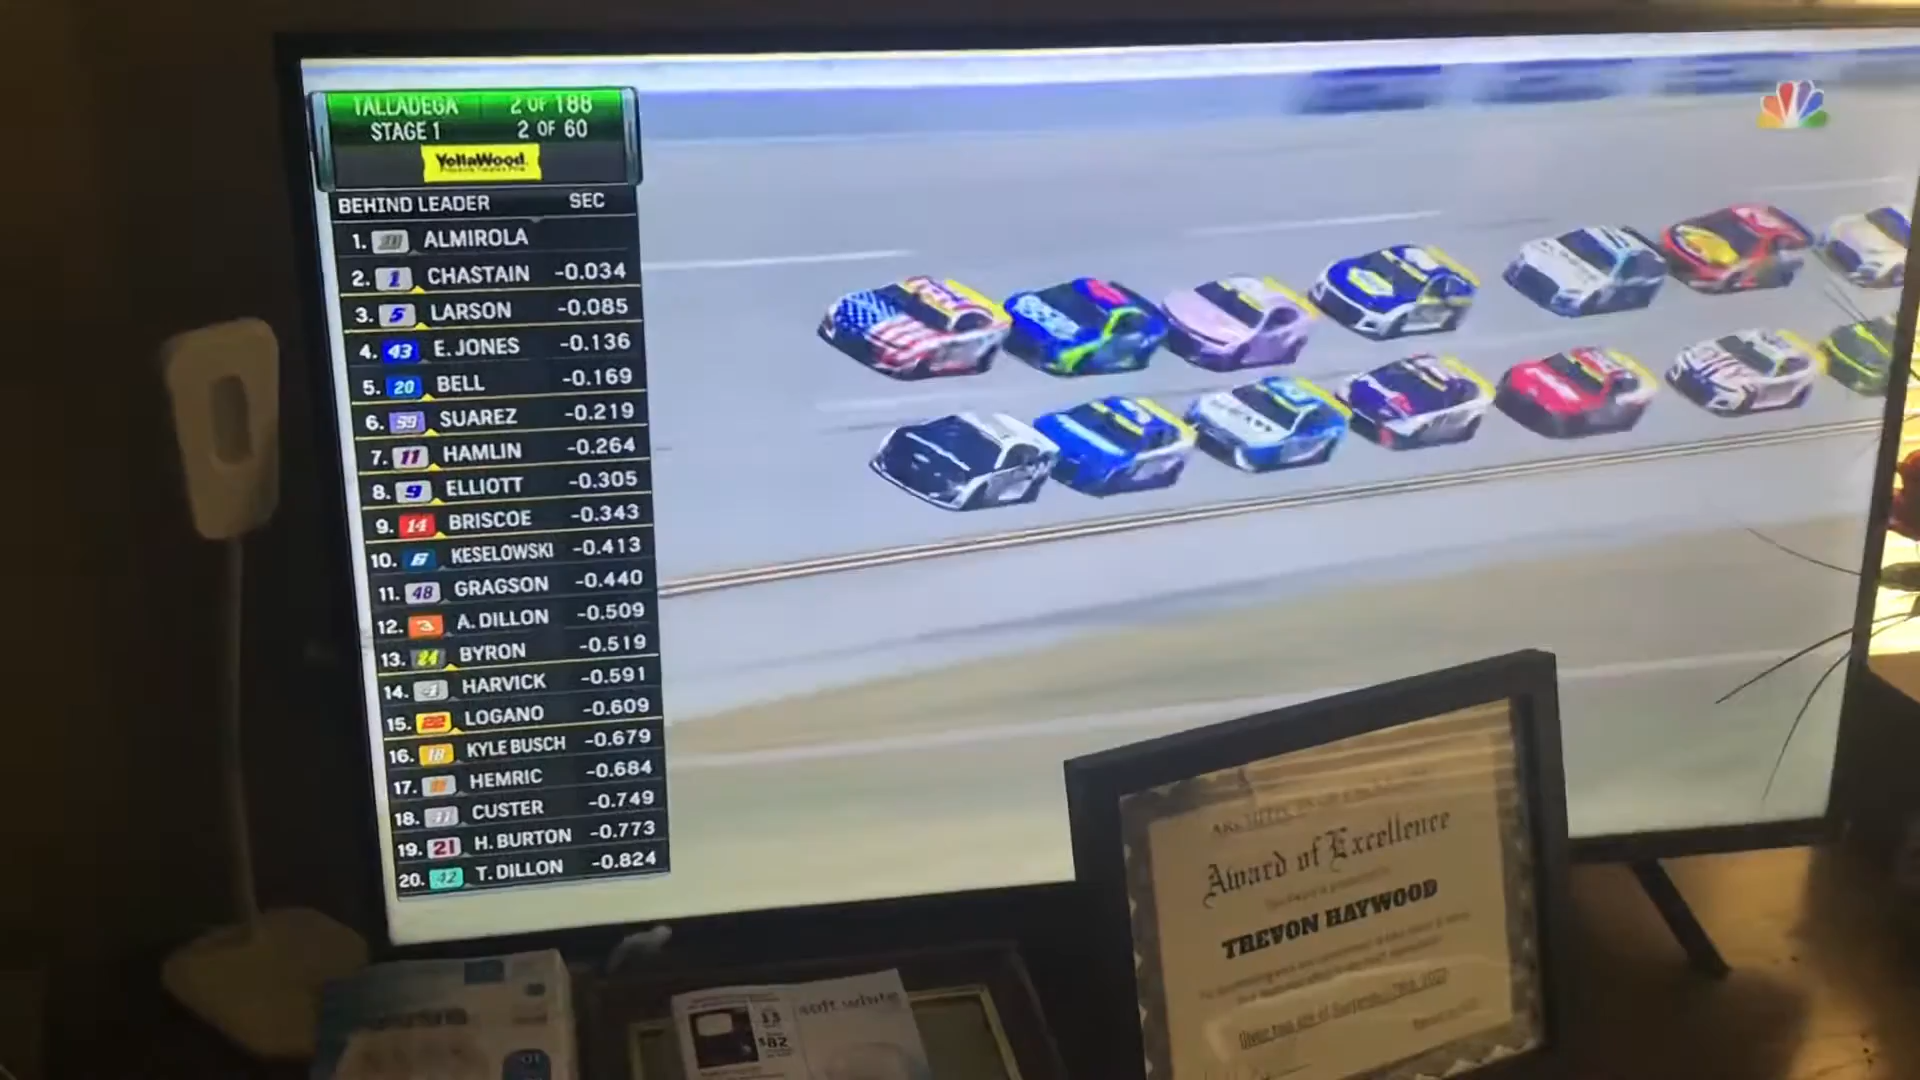 TALLADEGA 2 OF 188
STAGE 1 2 OF 60
YellaWood
BEHIND LEADER SEC
1. ALMIROLA
2. 1 CHASTAIN -0.034
3. 5 LARSON -0.085
4. 43 E. JONES -0.136
5. 20 BELL -0.169
6. 99 SUAREZ -0.219
7. 11 HAMLIN -0.264
8. 9 ELLIOTT -0.305
9. 14 BRISCOE -0.343
10. 6 KESELOWSKI -0.413
11. 48 GRAGSON -0.440
12. 3 A. DILLON -0.509
13. 24 BYRON -0.519
14. 4 HARVICK -0.591
15. 22 LOGANO -0.609
16. 18 KYLE BUSCH -0.679
17. HEMRIC -0.684
18. 41 CUSTER -0.749
19. 21 H. BURTON -0.773
20. 42 T. DILLON -0.824
Award of Excellence
TREVON HAYWOOD
soft white
13
$82